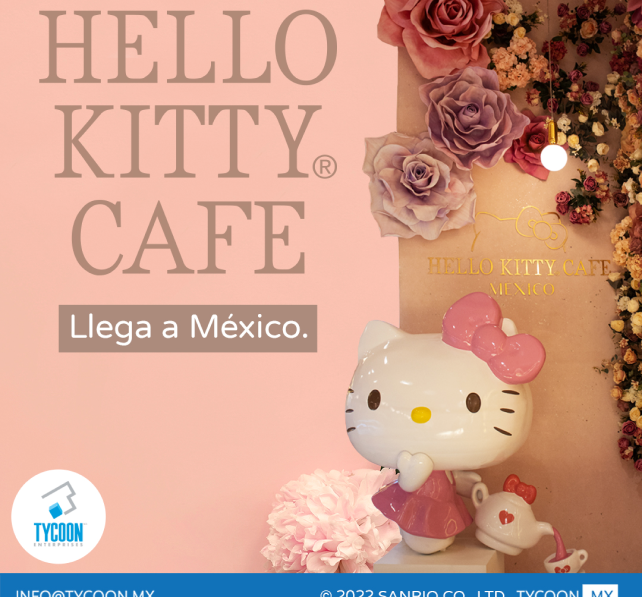 HELLO
KITTY®
CAFE
Llega a México.
HELLO KITTY CAFE
MEXICO
TYCOON
ENTERPRISES
INFO@TYCOON.MX
© 2022 SANRIO CO., LTD. TYCOON.MX